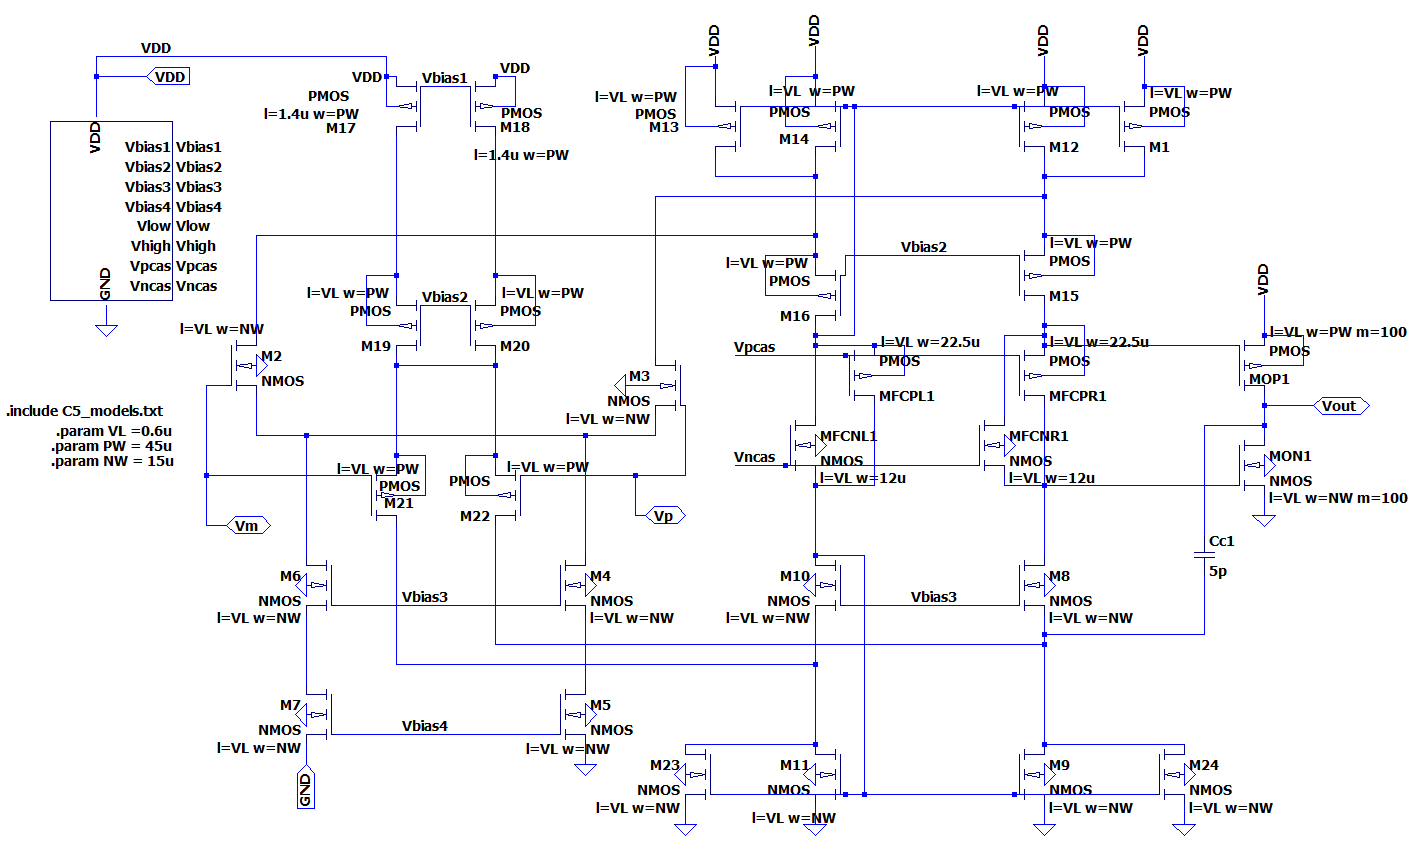 VDD
VDD
VDD
Vbias1
VDD
PMOS
l=1.4u w=PW
M17
PMOS
M18
l=1.4u w=PW
VDD
Vbias1 Vbias1
Vbias2 Vbias2
Vbias3 Vbias3
Vbias4 Vbias4
Vlow Vlow
Vhigh Vhigh
Vpcas Vpcas
Vncas Vncas
GND
VDD
VDD
VDD
VDD
l=VL w=PW
PMOS
M13
l=VL w=PW
PMOS
M14
l=VL w=PW
PMOS
M12
l=VL w=PW
PMOS
M1
l=VL w=PW
PMOS
M19
Vbias2
l=VL w=PW
PMOS
M20
l=VL w=PW
PMOS
M16
Vbias2
l=VL w=PW
PMOS
M15
VDD
l=VL w=NW
M2
NMOS
M3
NMOS
l=VL w=NW
Vpcas
l=VL w=22.5u
PMOS
MFCPL1
l=VL w=22.5u
PMOS
MFCPR1
l=VL w=PW m=100
PMOS
MOP1
Vout
.include C5_models.txt
.param VL =0.6u
.param PW = 45u
.param NW = 15u
Vncas
MFCNL1
NMOS
l=VL w=12u
MFCNR1
NMOS
l=VL w=12u
MON1
NMOS
l=VL w=NW m=100
l=VL w=PW
PMOS
M21
l=VL w=PW
PMOS
M22
Vm
Vp
Cc1
5p
M6
NMOS
l=VL w=NW
Vbias3
M4
NMOS
l=VL w=NW
M10
NMOS
l=VL w=NW
Vbias3
M8
NMOS
l=VL w=NW
M7
NMOS
l=VL w=NW
Vbias4
M5
NMOS
l=VL w=NW
GND
M23
NMOS
l=VL w=NW
M11
NMOS
l=VL w=NW
M9
NMOS
l=VL w=NW
M24
NMOS
l=VL w=NW